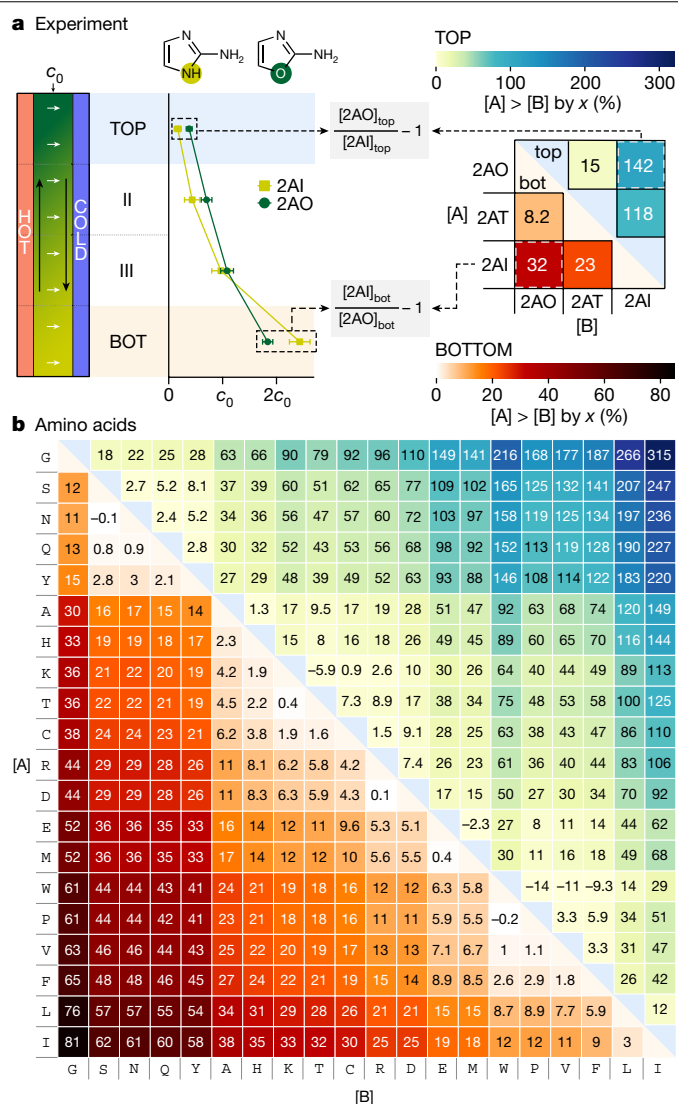 a Experiment
c0
HOT
COLD
N
NH
NH2
N
O
NH2
TOP
II
III
BOT
2AI
2AO
0
c0
2c0
[2AO]top
[2AI]top
− 1
[2AI]bot
[2AO]bot
− 1
TOP
0 100 200 300
[A] > [B] by x (%)
top
bot
2AO 15 142
[A] 2AT 8.2 118
2AI 32 23
2AO 2AT 2AI
[B]
BOTTOM
0 20 40 60 80
[A] > [B] by x (%)
b Amino acids
G 18 22 25 28 63 66 90 79 92 96 110 149 141 216 168 177 187 266 315
S 12 2.7 5.2 8.1 37 39 60 51 62 65 77 109 102 165 125 132 141 207 247
N 11 −0.1 2.4 5.2 34 36 56 47 57 60 72 103 97 158 119 125 134 197 236
Q 13 0.8 0.9 2.8 30 32 52 43 53 56 68 98 92 152 113 119 128 190 227
Y 15 2.8 3 2.1 27 29 48 39 49 52 63 93 88 146 108 114 122 183 220
A 30 16 17 15 14 1.3 17 9.5 17 19 28 51 47 92 63 68 74 120 149
H 33 19 19 18 17 2.3 15 8 16 18 26 49 45 89 60 65 70 116 144
K 36 21 22 20 19 4.2 1.9 −5.9 0.9 2.6 10 30 26 64 40 44 49 89 113
T 36 22 22 21 19 4.5 2.2 0.4 7.3 8.9 17 38 34 75 48 53 58 100 125
C 38 24 24 23 21 6.2 3.8 1.9 1.6 1.5 9.1 28 25 63 38 43 47 86 110
[A] R 44 29 29 28 26 11 8.1 6.2 5.8 4.2 7.4 26 23 61 36 40 44 83 106
D 44 29 29 28 26 11 8.3 6.3 5.9 4.3 0.1 17 15 50 27 30 34 70 92
E 52 36 36 35 33 16 14 12 11 9.6 5.3 5.1 −2.3 27 8 11 14 44 62
M 52 36 36 35 33 17 14 12 12 10 5.6 5.5 0.4 30 11 16 18 49 68
W 61 44 44 43 41 24 21 19 18 16 12 12 6.3 5.8 −14 −11 −9.3 14 29
P 61 44 44 42 41 23 21 18 18 16 11 11 5.9 5.5 −0.2 3.3 5.9 34 51
V 63 46 46 44 43 25 22 20 19 17 13 13 7.1 6.7 1 1.1 3.3 31 47
F 65 48 48 46 45 27 24 22 21 19 15 14 8.9 8.5 2.6 2.9 1.8 26 42
L 76 57 57 55 54 34 31 29 28 26 21 21 15 15 8.7 8.9 7.7 5.9 12
I 81 62 61 60 58 38 35 33 32 30 25 25 19 18 12 12 11 9 3
G S N Q Y A H K T C R D E M W P V F L I
[B]